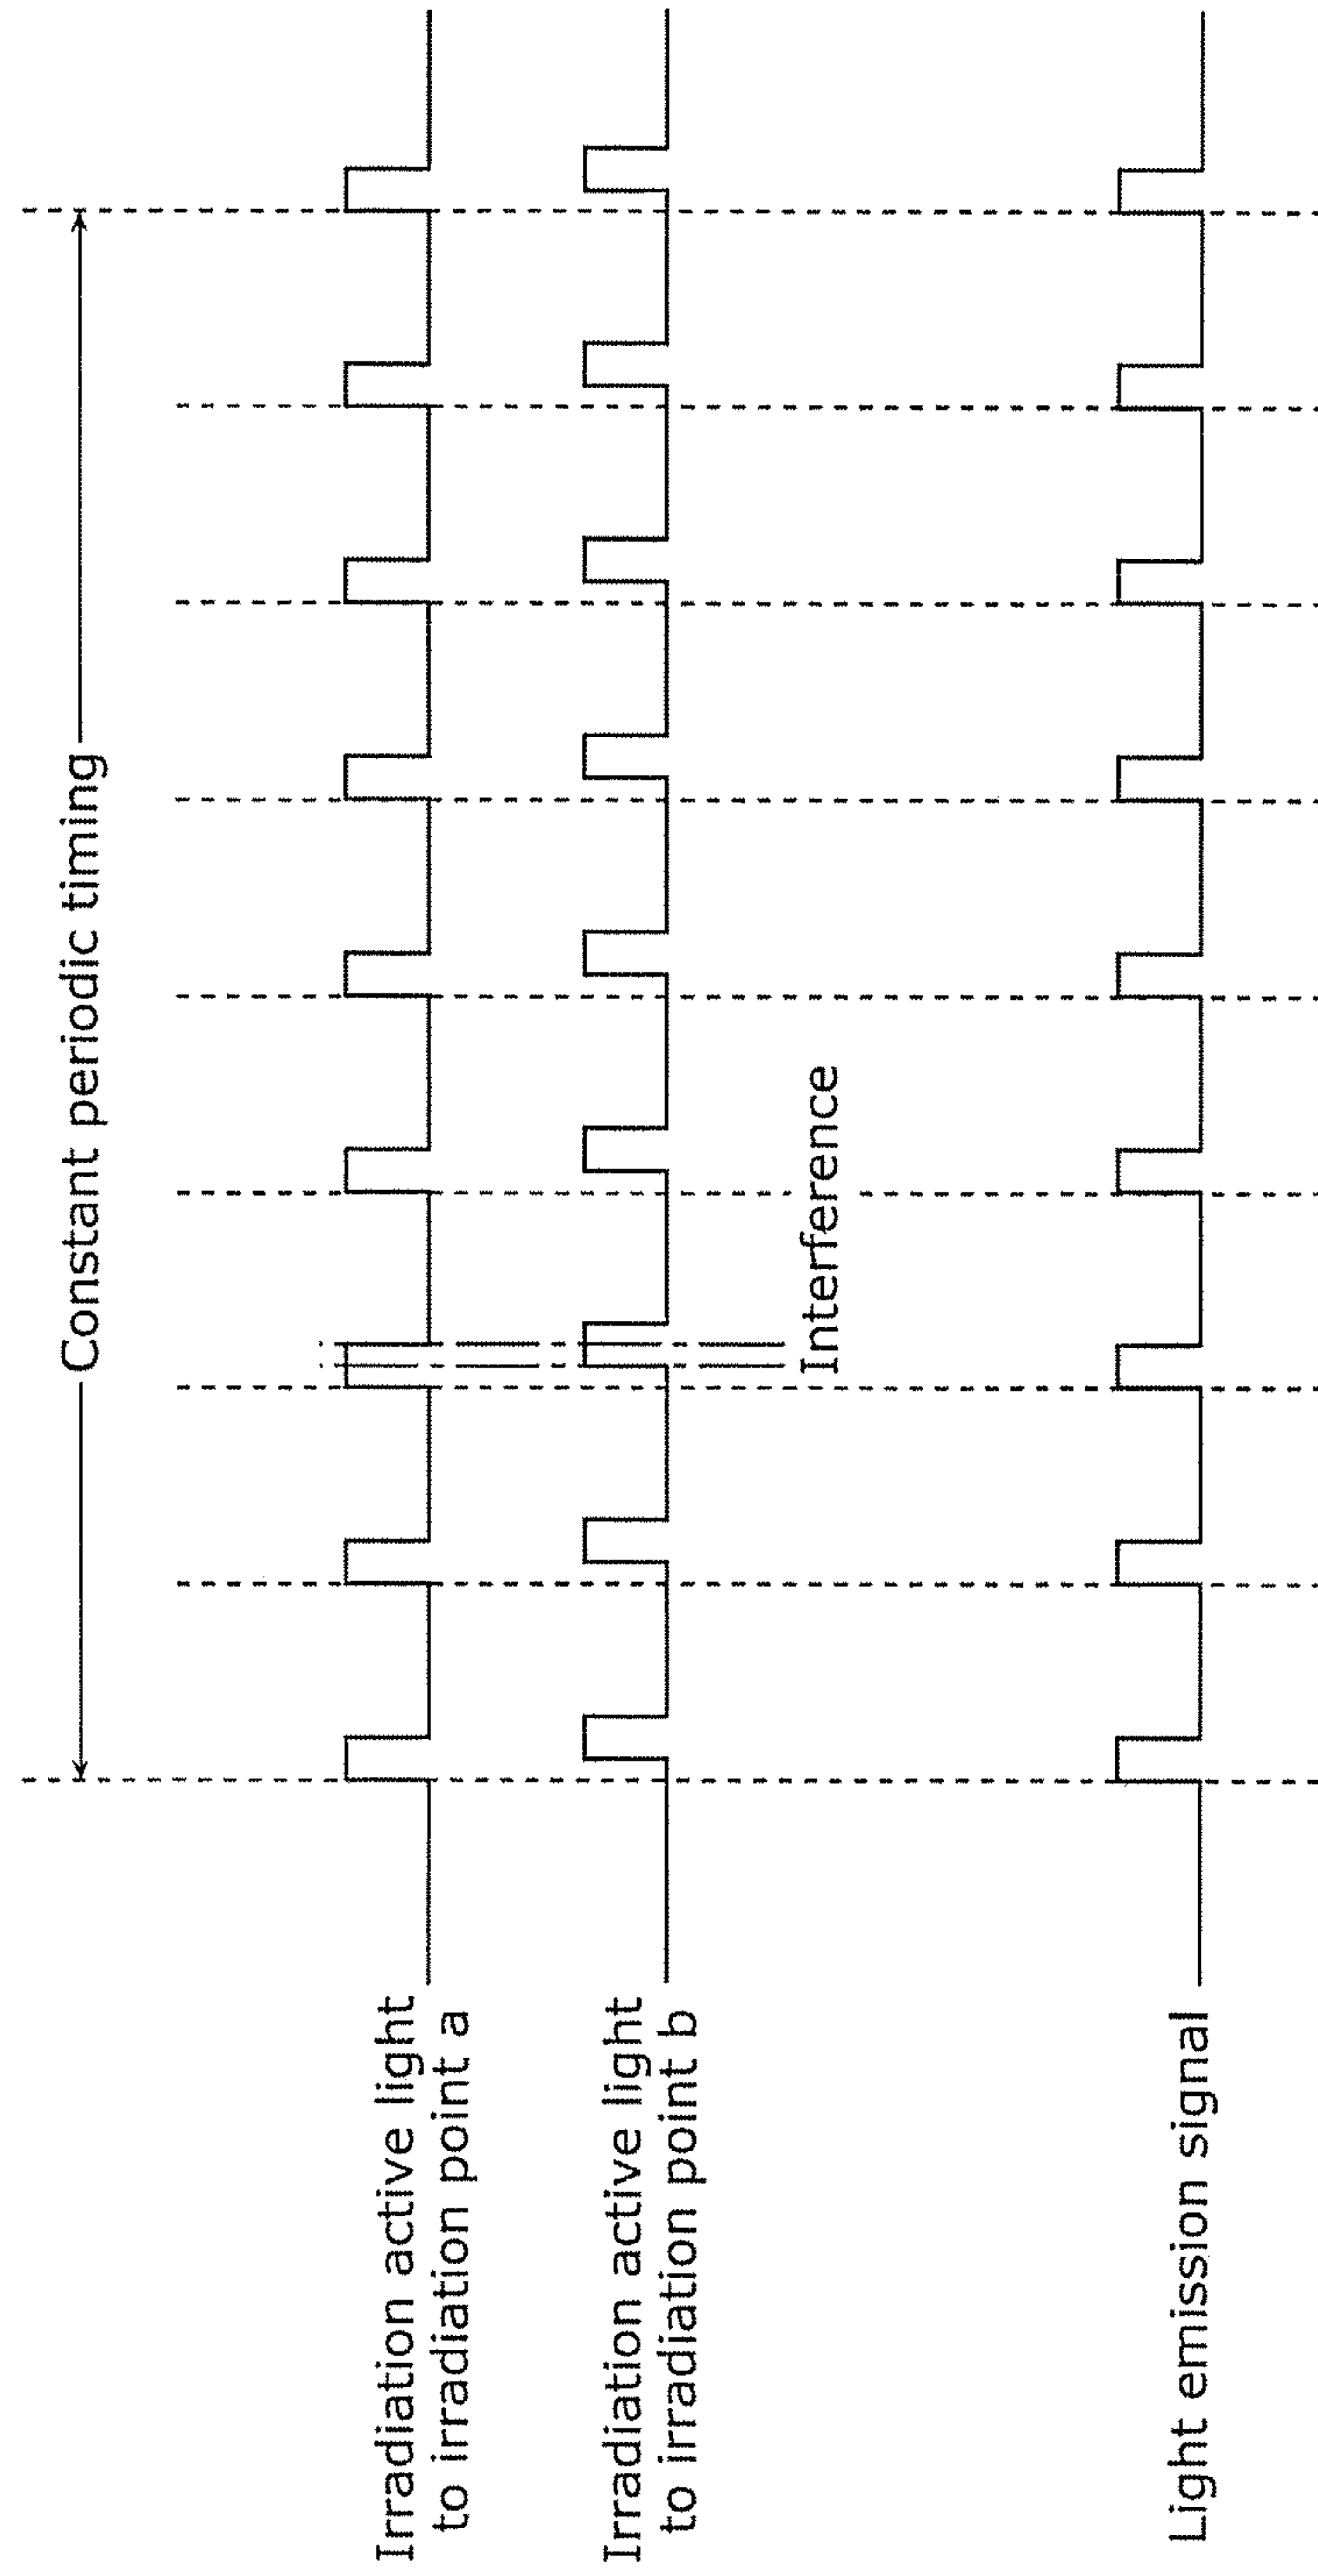 Constant periodic timing
Irradiation active light
to irradiation point a
Irradiation active light
to irradiation point b
Interference
Light emission signal